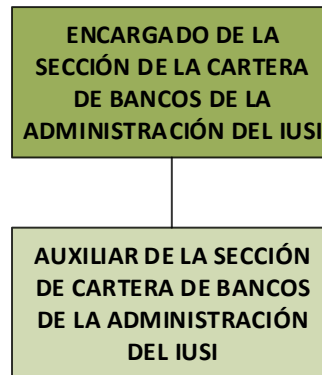 ENCARGADO DE LA
SECCIÓN DE LA CARTERA
DE BANCOS DE LA
ADMINISTRACIÓN DEL IUSI
AUXILIAR DE LA SECCIÓN
DE CARTERA DE BANCOS
DE LA ADMINISTRACIÓN
DEL IUSI